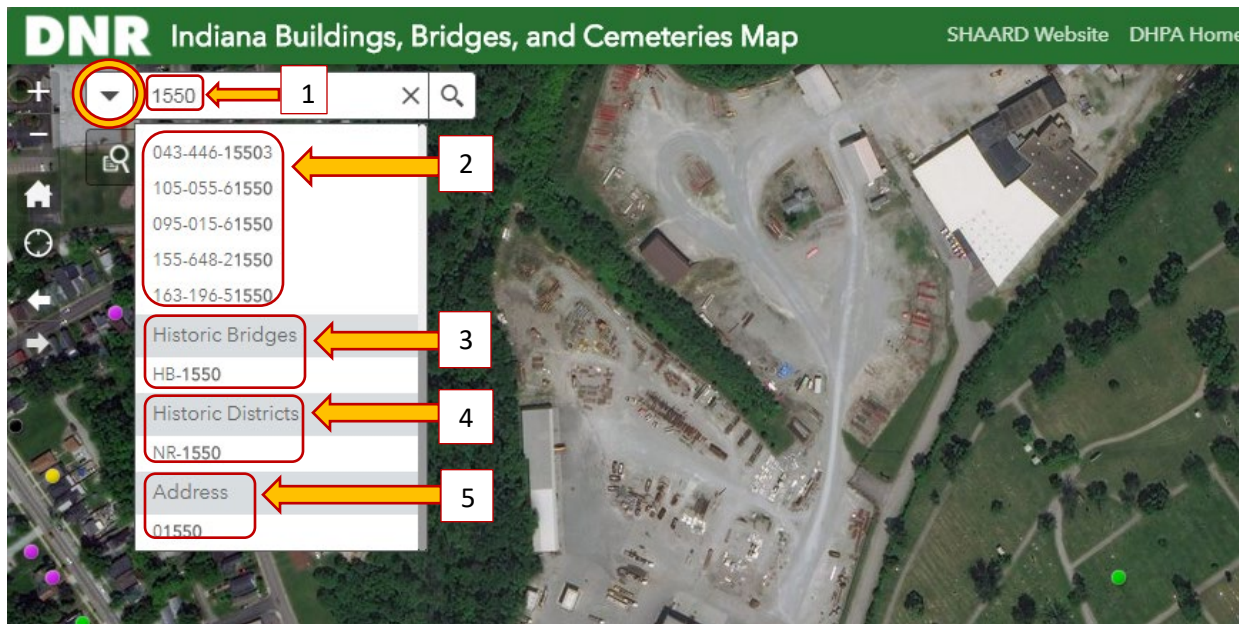 DNR Indiana Buildings, Bridges, and Cemeteries Map SHAARD Website DHPA Home
1550 1
043-446-15503
2
105-055-61550
095-015-61550
155-648-21550
163-196-51550
Historic Bridges
3
HB-1550
Historic Districts
4
NR-1550
Address
5
01550